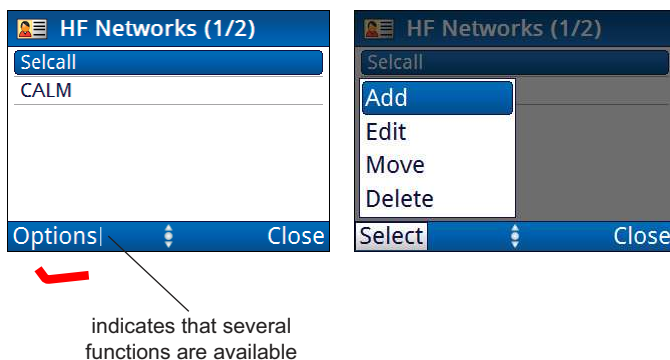 HF Networks (1/2)
Selcall
CALM
Options
Close
indicates that several
functions are available
HF Networks (1/2)
Selcall
Add
Edit
Move
Delete
Select
Close